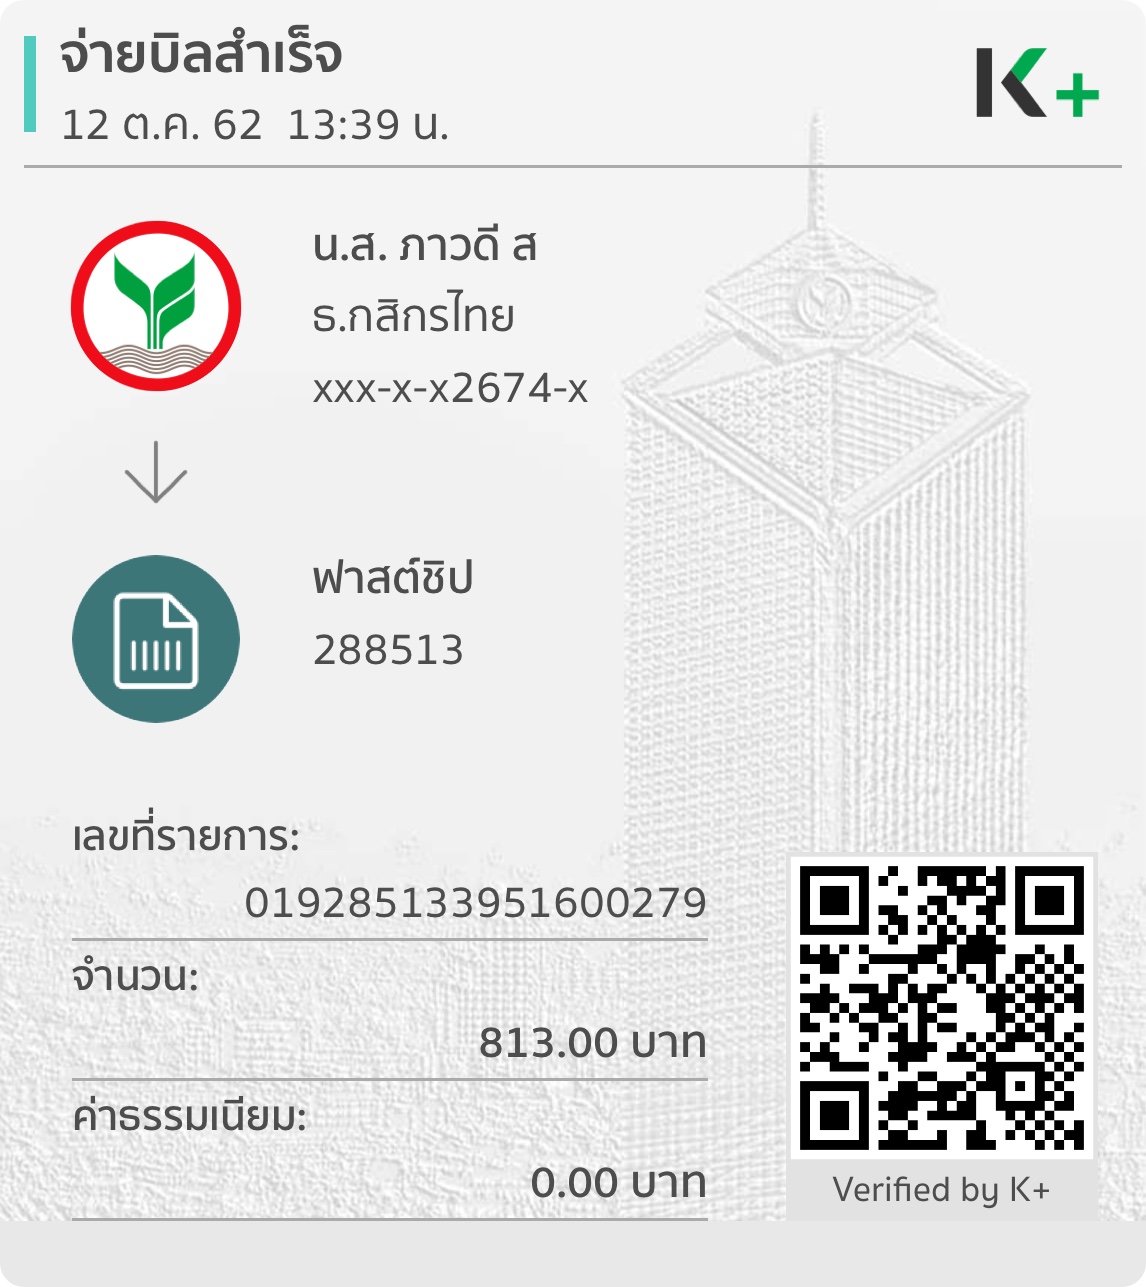 จ่ายบิลสำเร็จ
12 ต.ค. 62 13:39 น.
K+
น.ส. ภาวดี ส
ธ.กสิกรไทย
xxx-x-x2674-x
ฟาสต์ชิป
288513
เลขที่รายการ:
019285133951600279
จำนวน:
813.00 บาท
ค่าธรรมเนียม:
0.00 บาท
Verified by K+